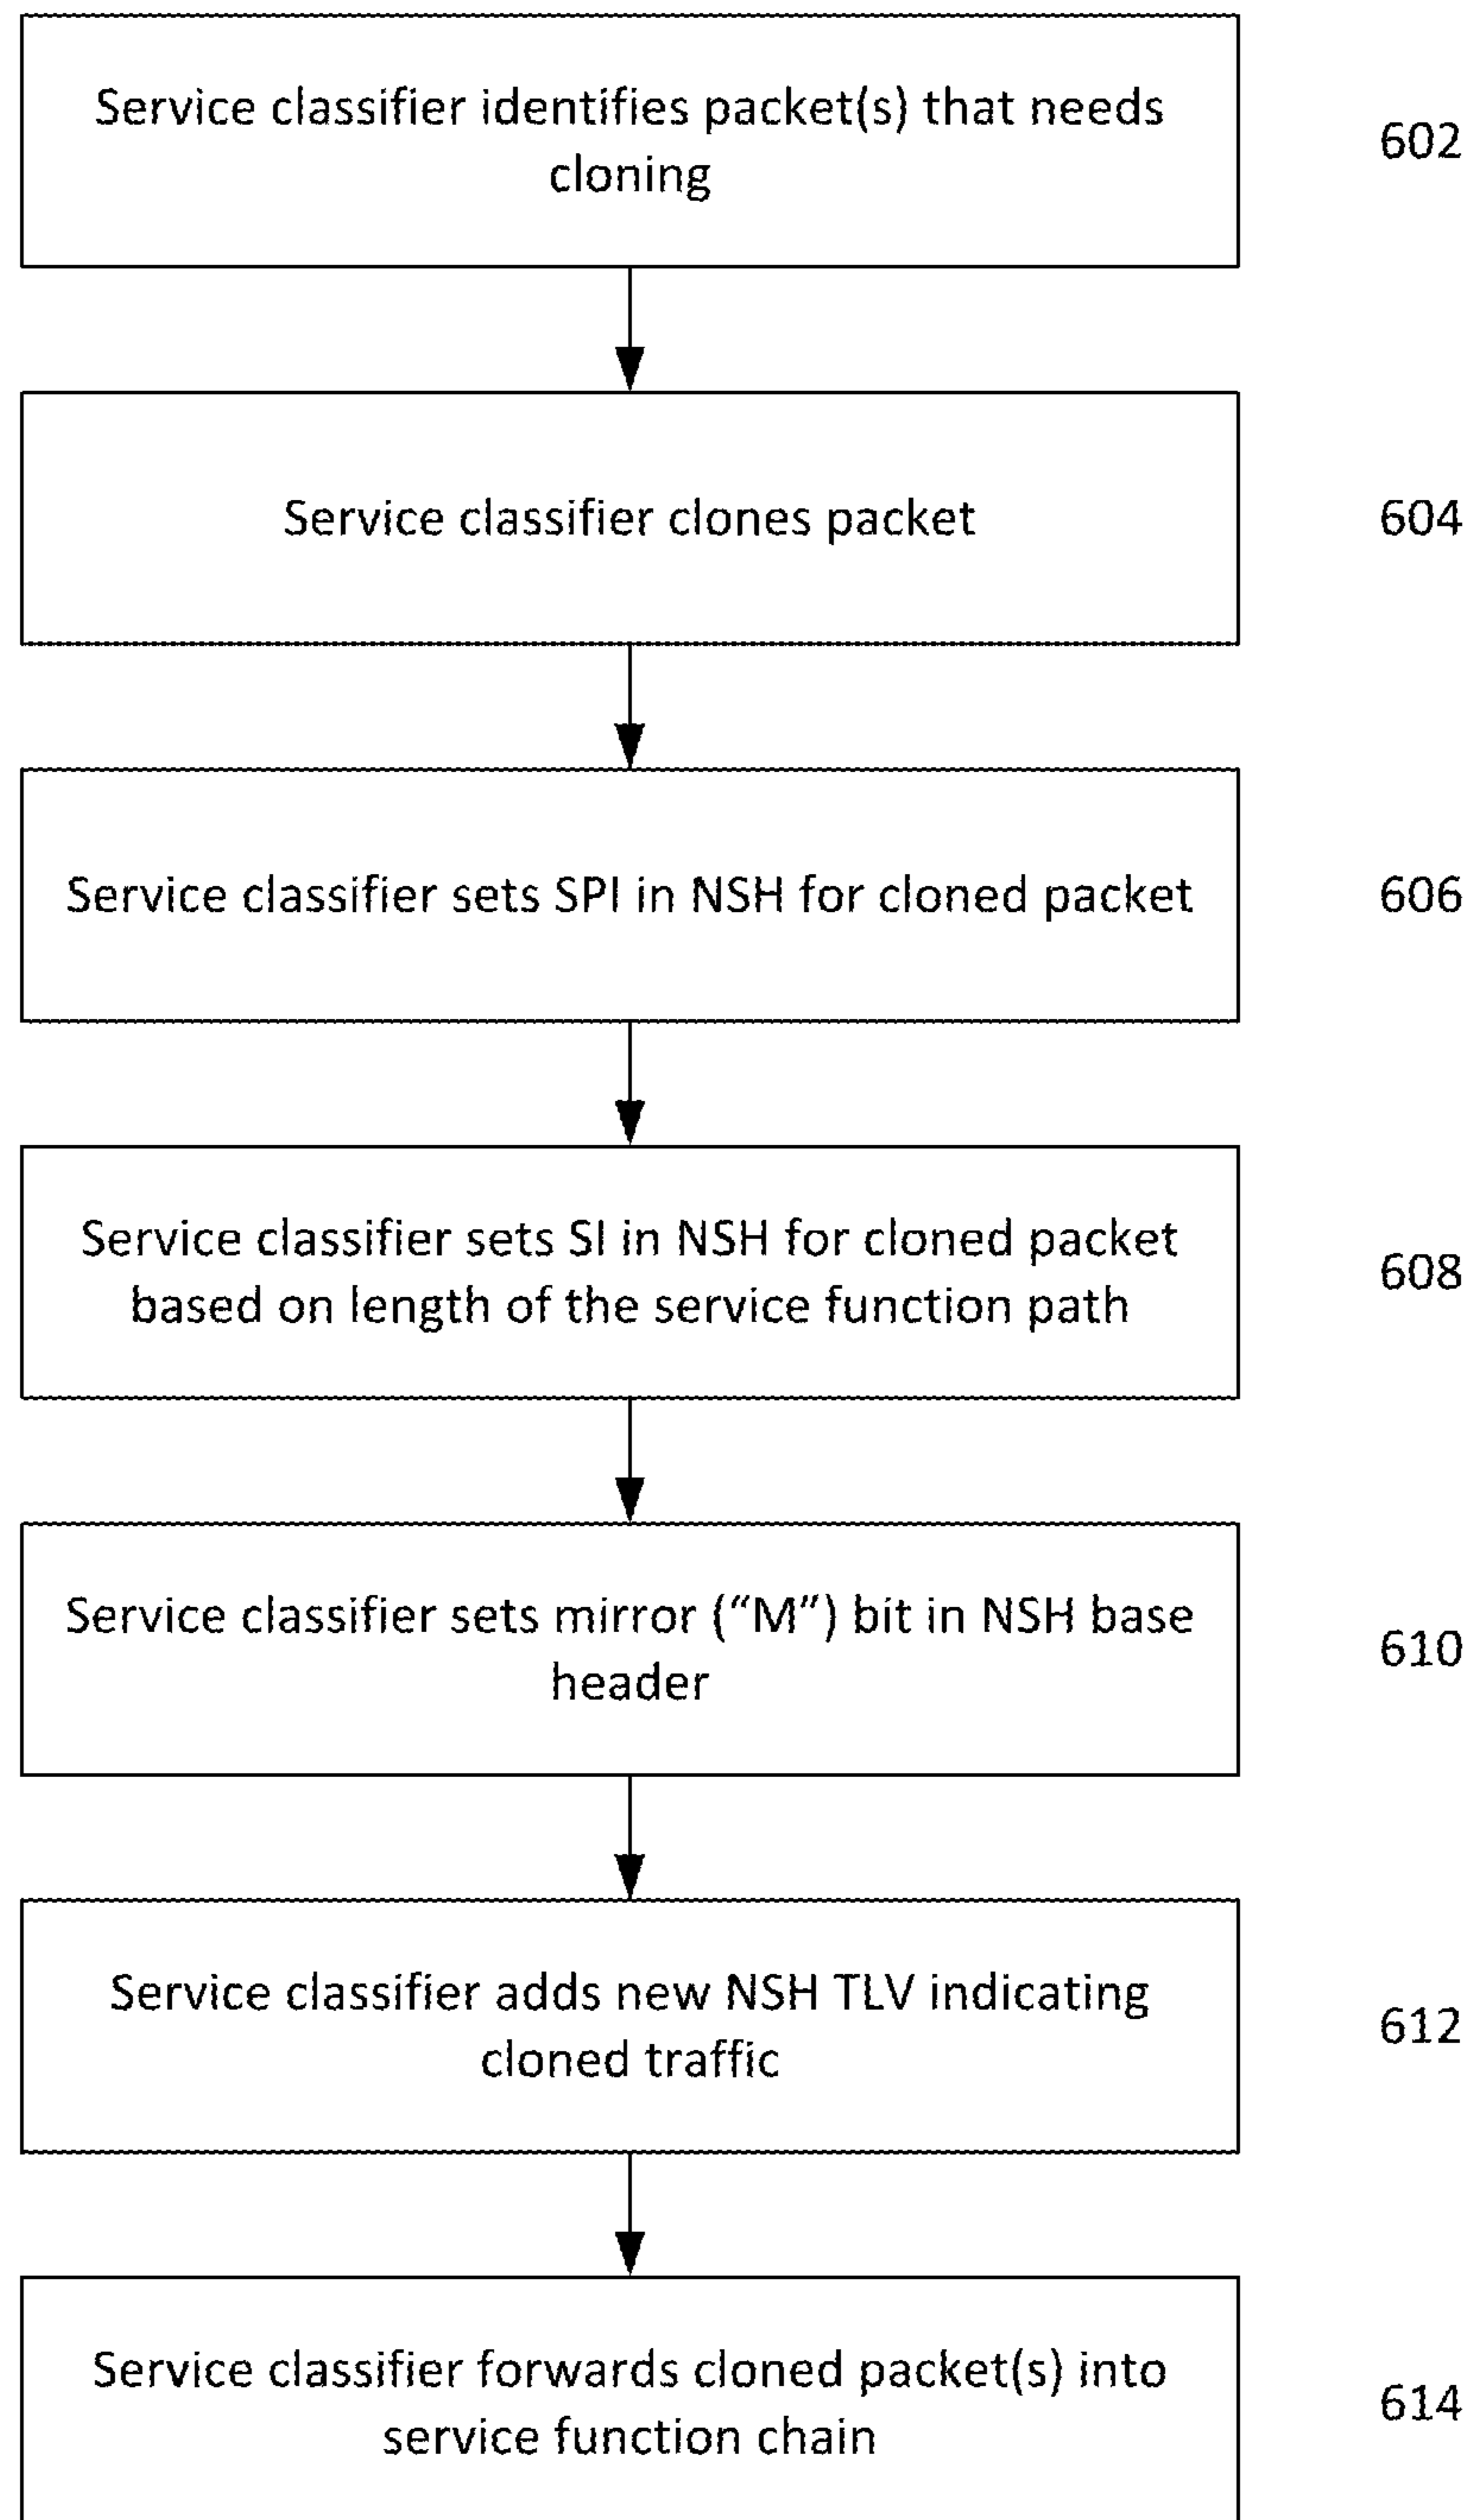 Service classifier identifies packet(s) that needs
cloning
602
Service classifier clones packet
604
Service classifier sets SPI in NSH for cloned packet
606
Service classifier sets SI in NSH for cloned packet
based on length of the service function path
608
Service classifier sets mirror (“M”) bit in NSH base
header
610
Service classifier adds new NSH TLV indicating
cloned traffic
612
Service classifier forwards cloned packet(s) into
service function chain
614